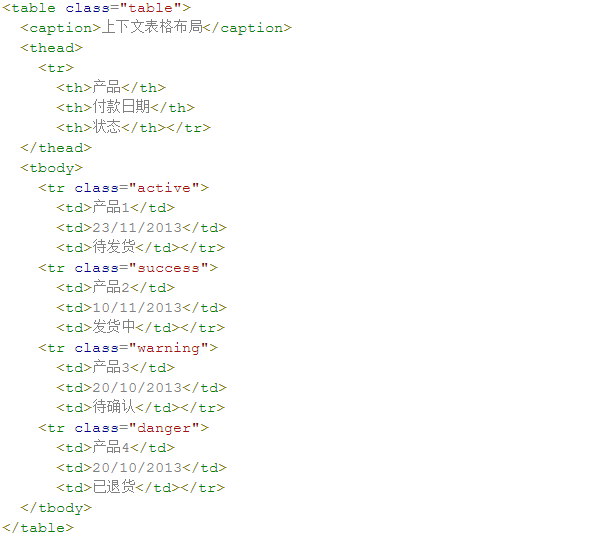 <table class="table">
  <caption>上下文表格布局</caption>
  <thead>
    <tr>
      <th>产品</th>
      <th>付款日期</th>
      <th>状态</th></tr>
  </thead>
  <tbody>
    <tr class="active">
      <td>产品1</td>
      <td>23/11/2013</td>
      <td>待发货</td></tr>
    <tr class="success">
      <td>产品2</td>
      <td>10/11/2013</td>
      <td>发货中</td></tr>
    <tr class="warning">
      <td>产品3</td>
      <td>20/10/2013</td>
      <td>待确认</td></tr>
    <tr class="danger">
      <td>产品4</td>
      <td>20/10/2013</td>
      <td>已退货</td></tr>
  </tbody>
</table>